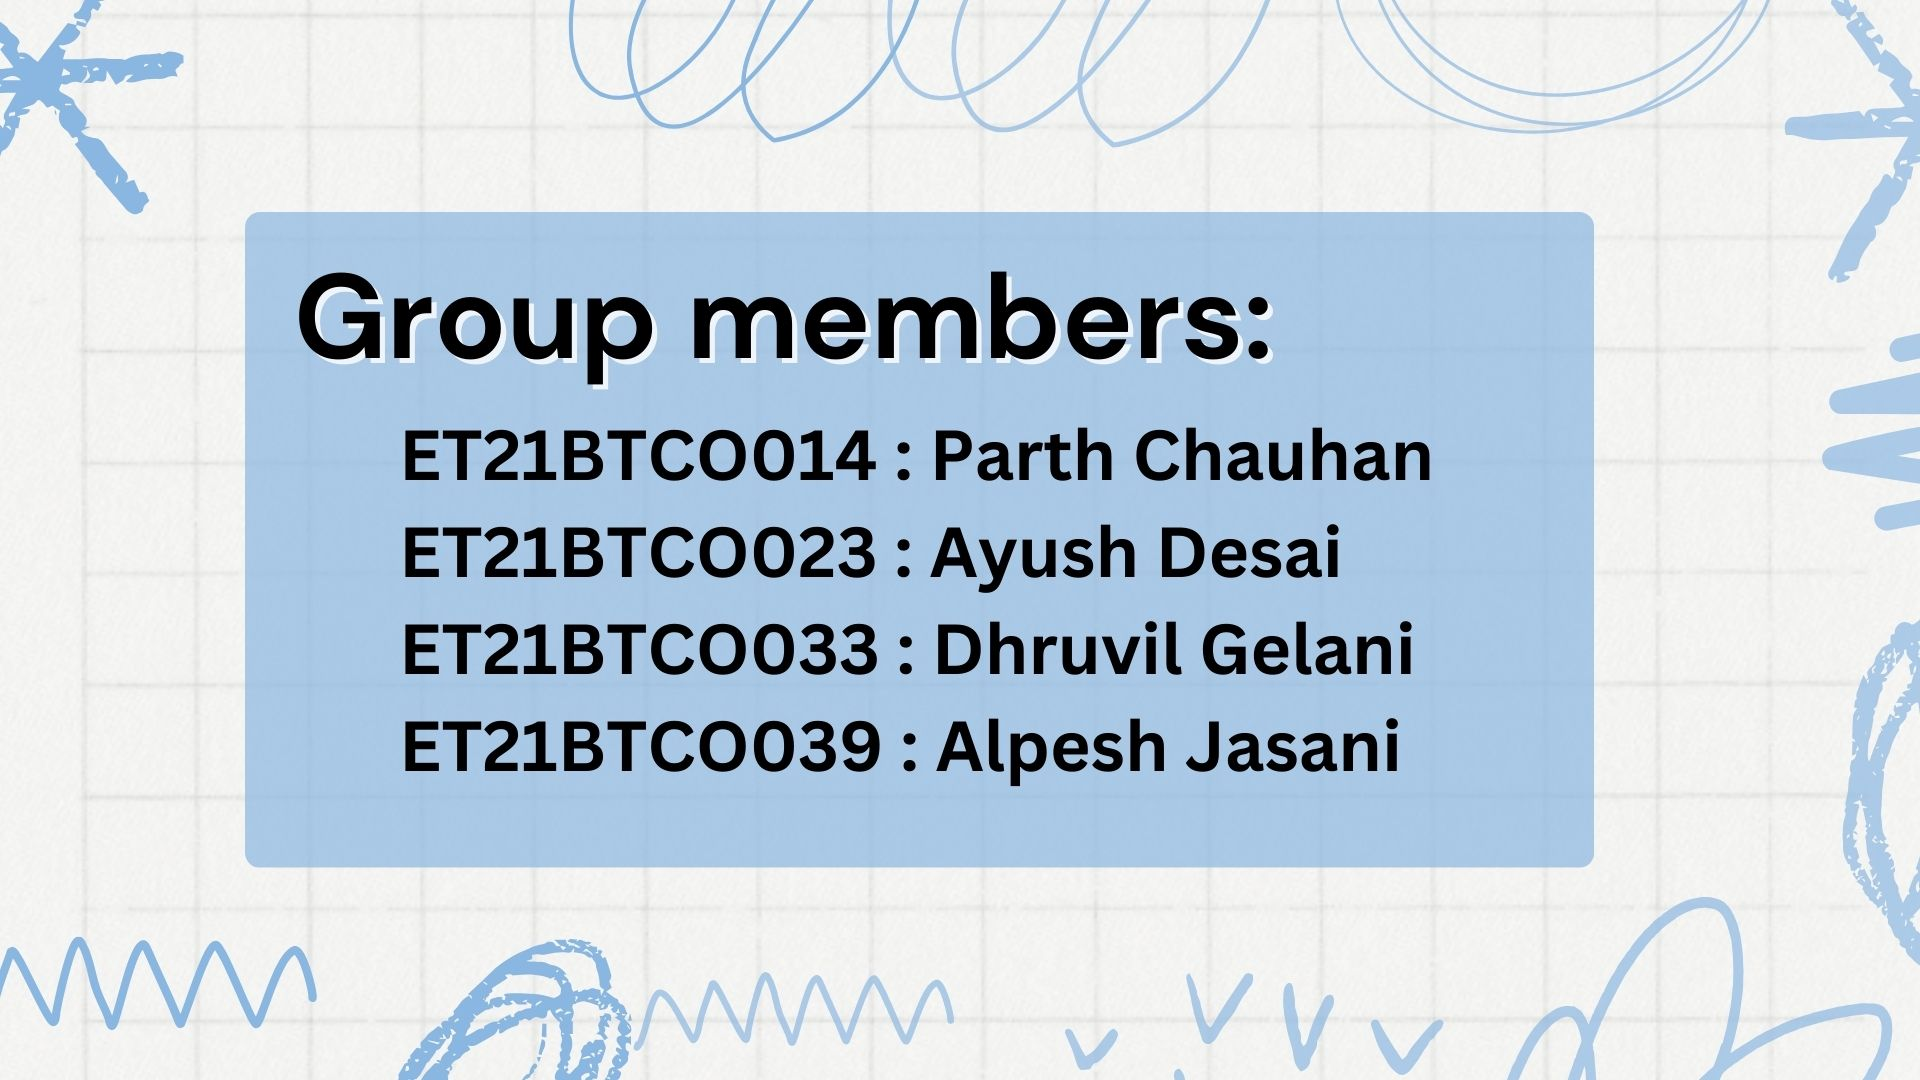 Group members:
ET21BTCO014 : Parth Chauhan
ET21BTCO023 : Ayush Desai
ET21BTCO033 : Dhruvil Gelani
ET21BTCO039 : Alpesh Jasani